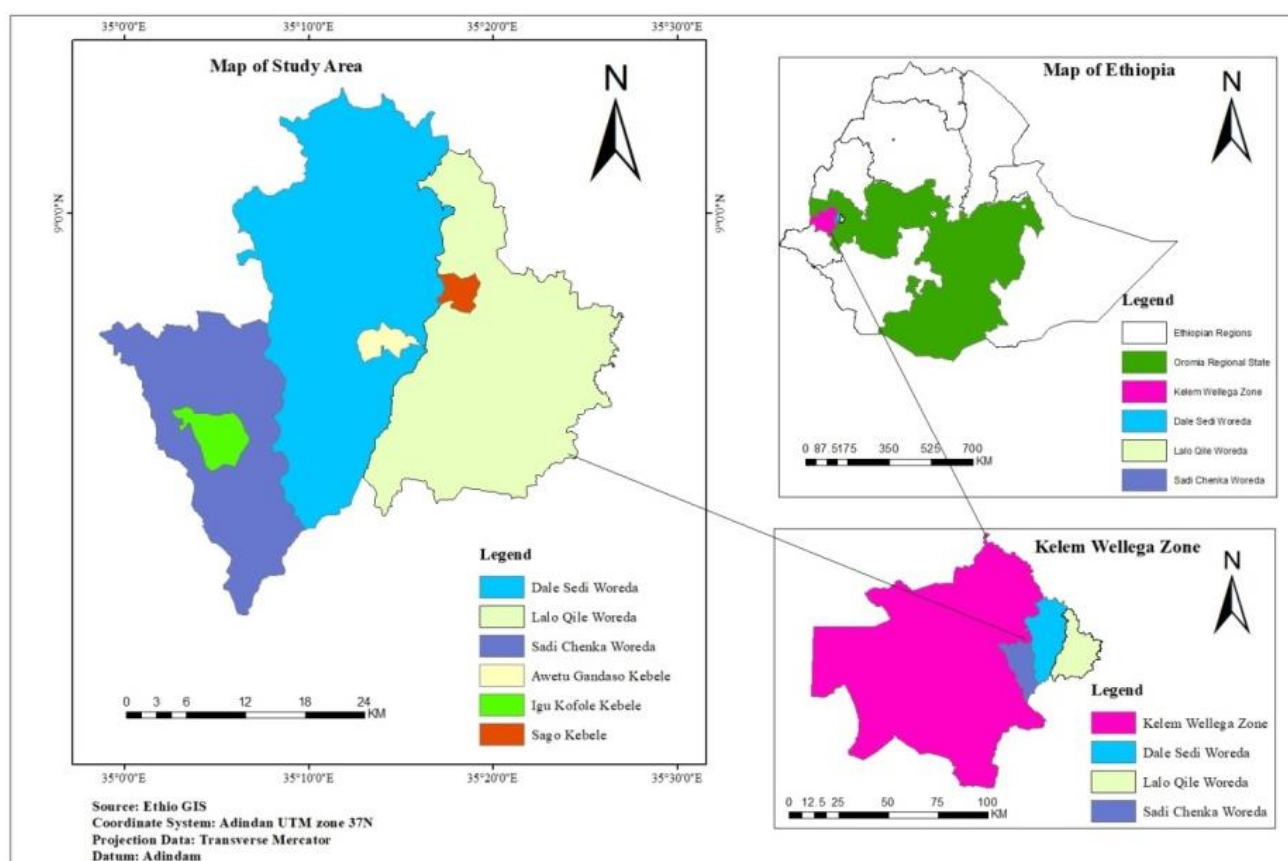 35°0'0"E 35°10'0"E 35°20'0"E 35°30'0"E
Map of Study Area
N
9°0'0"N
9°0'0"N
Legend
Dale Sedi Woreda
Lalo Qile Woreda
Sadi Chenka Woreda
Awetu Gandaso Kebele
Igu Kofole Kebele
Sago Kebele
0 3 6 12 18 24
KM
35°0'0"E 35°10'0"E 35°20'0"E 35°30'0"E
Source: Ethio GIS
Coordinate System: Adindan UTM zone 37N
Projection Data: Transverse Mercator
Datum: Adindam
Map of Ethiopia
N
Legend
Ethiopian Regions
Oromia Regional State
Kelem Wellega Zone
Dale Sedi Woreda
Lalo Qile Woreda
Sadi Chenka Woreda
0 87.5175 350 525 700
KM
Kelem Wellega Zone
N
Legend
Kelem Wellega Zone
Dale Sedi Woreda
Lalo Qile Woreda
Sadi Chenka Woreda
0 12.5 25 50 75 100
KM